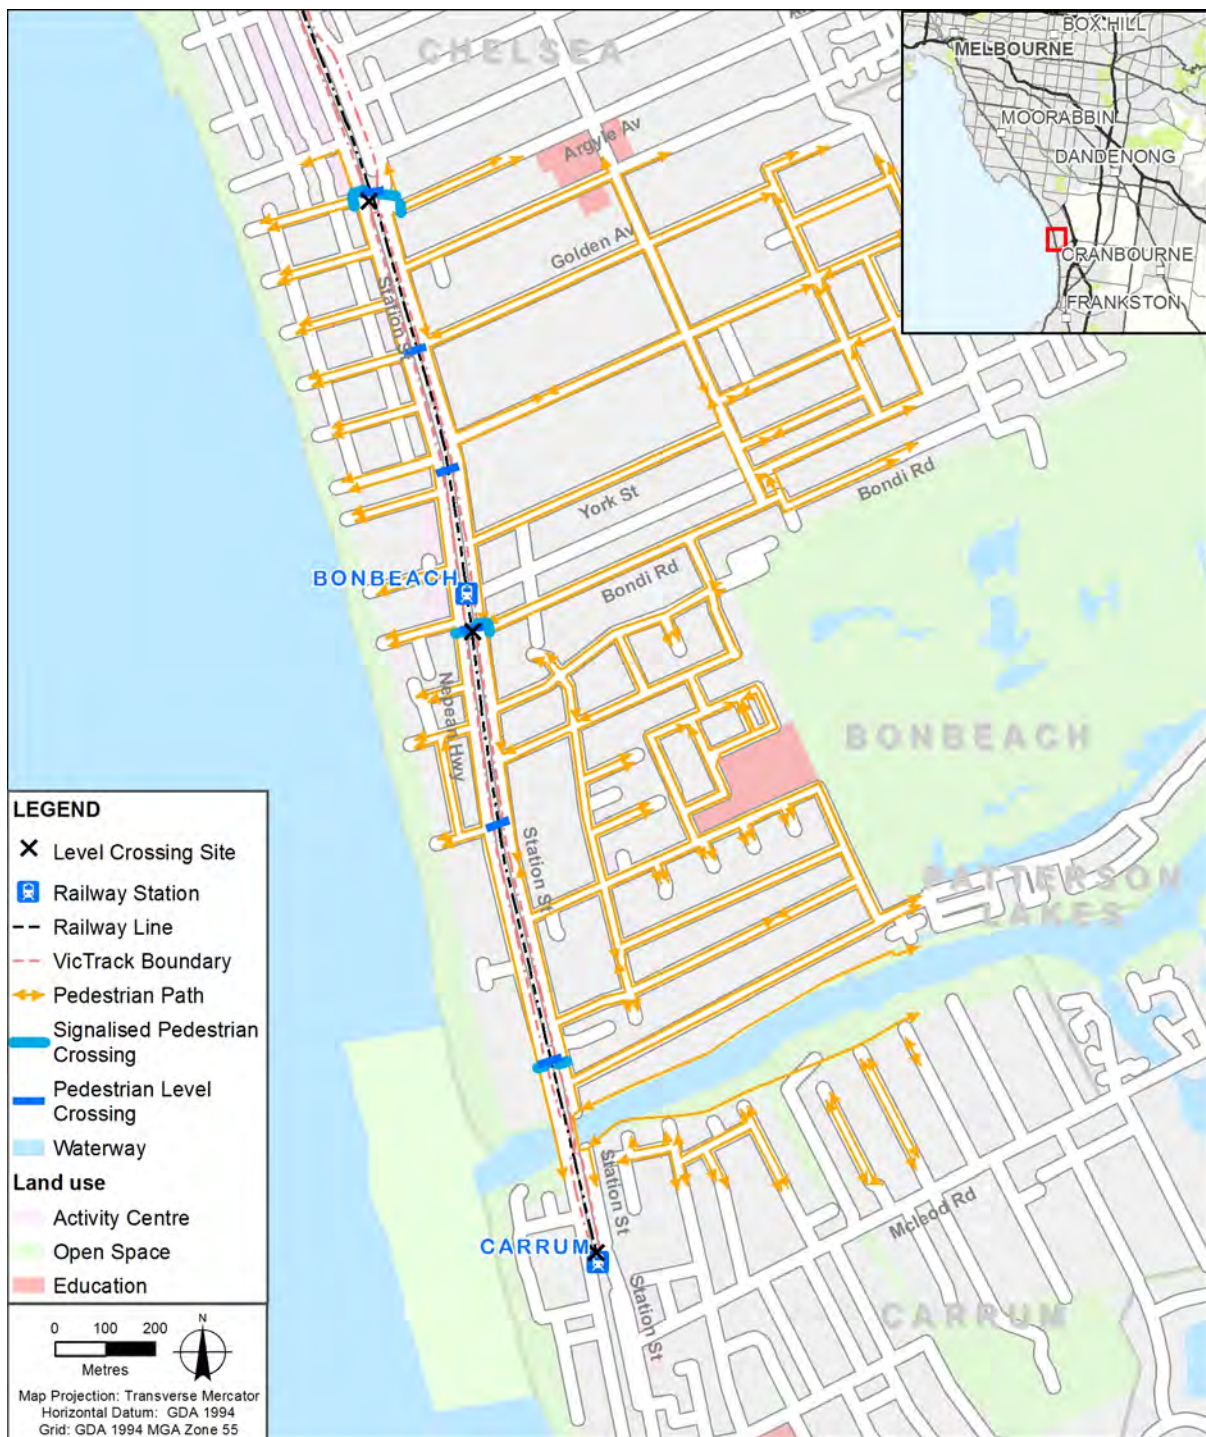 CHELSEA
Argyle Av
Golden Av
Station St
BOX HILL
MELBOURNE
MOORABBIN
DANDENONG
CRANBOURNE
FRANKSTON
York St
Bondi Rd
BONBEACH
Bondi Rd
Nepean Hwy
BONBEACH
Station St
PATTERSON
LAKES
Station St
Mcleod Rd
CARRUM
Station St
CARRUM
LEGEND
Level Crossing Site
Railway Station
Railway Line
VicTrack Boundary
Pedestrian Path
Signalised Pedestrian
Crossing
Pedestrian Level
Crossing
Waterway
Land use
Activity Centre
Open Space
Education
0 100 200
Metres
N
Map Projection: Transverse Mercator
Horizontal Datum: GDA 1994
Grid: GDA 1994 MGA Zone 55